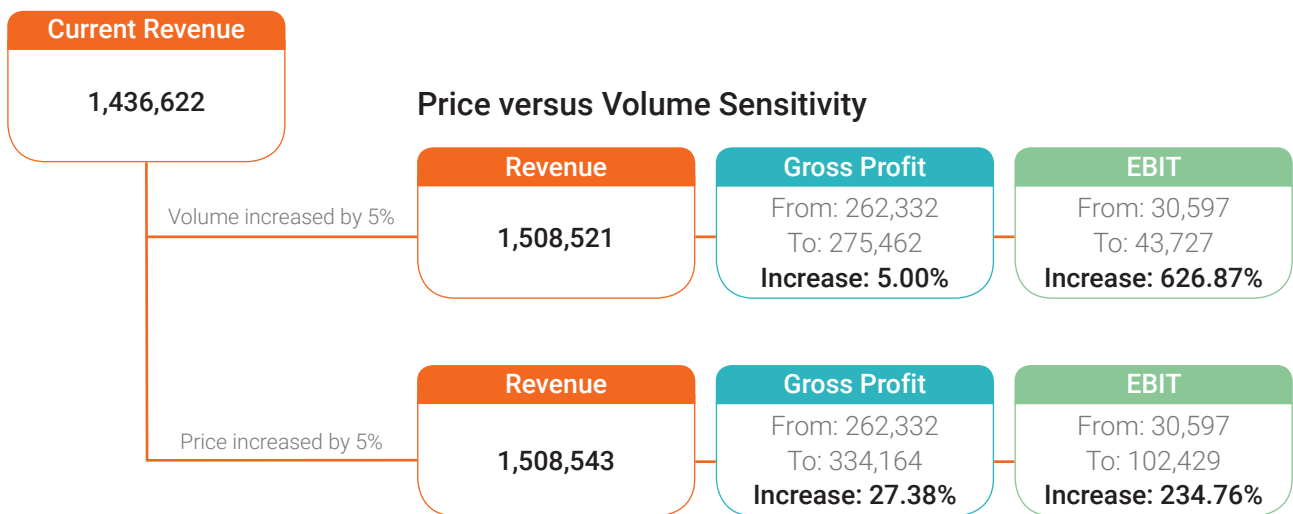 Current Revenue
1,436,622
Price versus Volume Sensitivity
Volume increased by 5%
Revenue
1,508,521
Gross Profit
From: 262,332
To: 275,462
Increase: 5.00%
EBIT
From: 30,597
To: 43,727
Increase: 626.87%
Price increased by 5%
Revenue
1,508,543
Gross Profit
From: 262,332
To: 334,164
Increase: 27.38%
EBIT
From: 30,597
To: 102,429
Increase: 234.76%